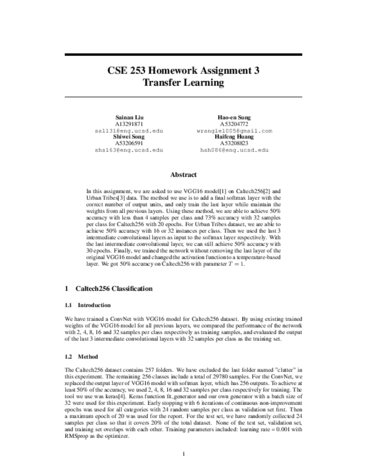 CSE 253 Homework Assignment 3
Transfer Learning
Sainan Liu
A13291871
sal131@eng.ucsd.edu
Shiwei Song
A53206591
shs163@eng.ucsd.edu
Hao-en Sung
A53204772
wrangle1005@gmail.com
Haifeng Huang
A53208823
hah086@eng.ucsd.edu
Abstract
In this assignment, we are asked to use VGG16 model[1] on Caltech256[2] and
Urban Tribes[3] data. The method we use is to add a final softmax layer with the
correct number of output units, and only train the last layer while maintain the
weights from all previous layers. Using those method, we are able to achieve 50%
accuracy with less than 4 samples per class and 73% accuracy with 32 samples
per class for Caltech256 with 20 epochs. For Urban Tribes dataset, we are able to
achieve 50% accuracy with 16 or 32 instances per class. Then we used the last 3
intermediate convolutional layers as input to the softmax layer respectively. With
the last intermediate convolutional layer, we can still achieve 50% accuracy with
30 epochs. Finally, we trained the network without removing the last layer of the
original VGG16 model and changed the activation functions to a temperature-based
layer. We got 50% accuracy on Caltech256 with parameter T = 1.
1 Caltech256 Classification
1.1 Introduction
We have trained a ConvNet with VGG16 model for Caltech256 dataset. By using existing trained
weights of the VGG16 model for all previous layers, we compared the performance of the network
with 2, 4, 8, 16 and 32 samples per class respectively as training samples, and evaluated the output
of the last 3 intermediate convolutional layers with 32 samples per class as the training set.
1.2 Method
The Caltech256 dataset contains 257 folders. We have excluded the last folder named "clutter" in
this experiment. The remaining 256 classes include a total of 29780 samples. For the ConvNet, we
replaced the output layer of VGG16 model with softmax layer, which has 256 outputs. To achieve at
least 50% of the accuracy, we used 2, 4, 8, 16 and 32 samples per class respectively for training. The
tool we use was keras[4]. Keras function fit_generator and our own generator with a batch size of
32 were used for this experiment. Early stopping with 6 iterations of continuous non-improvement
epochs was used for all categories with 24 random samples per class as validation set first. Then
a maximum epoch of 20 was used for the report. For the test set, we have randomly collected 24
samples per class so that it covers 20% of the total dataset. None of the test set, validation set,
and training set overlaps with each other. Training parameters included: learning rate = 0.001 with
RMSprop as the optimizer.
1